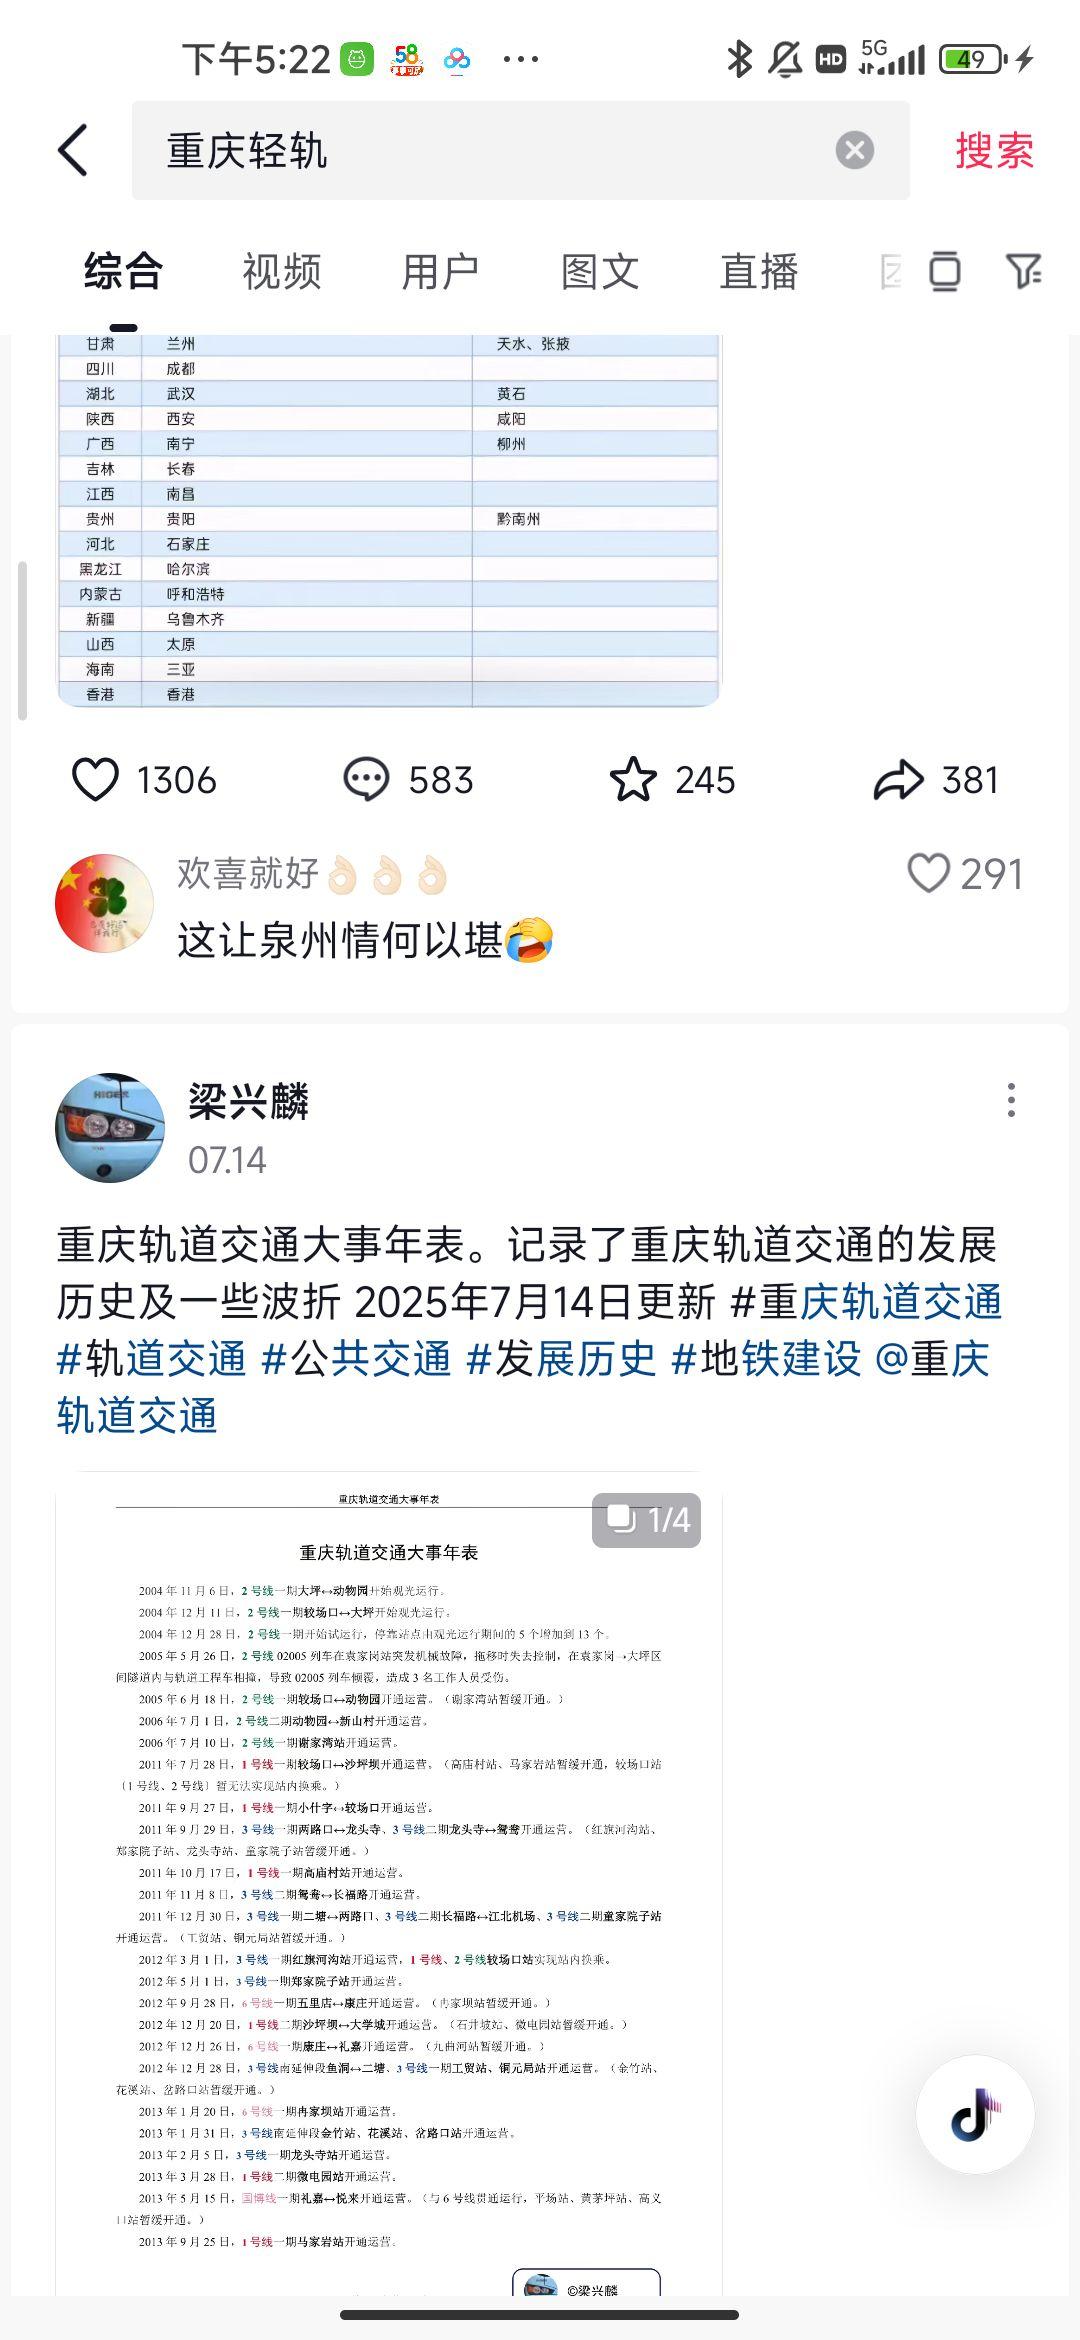 下午5:22 58 ... HD 5G 49
重庆轻轨 搜索
综合 视频 用户 图文 直播
甘肃 兰州 天水、张掖
四川 成都
湖北 武汉 黄石
陕西 西安 咸阳
广西 南宁 柳州
吉林 长春
江西 南昌
贵州 贵阳 黔南州
河北 石家庄
黑龙江 哈尔滨
内蒙古 呼和浩特
新疆 乌鲁木齐
山西 太原
海南 三亚
香港 香港
1306 583 245 381
欢喜就好👌🏻👌🏻👌🏻 291
这让泉州情何以堪🤣
HIGER 梁兴麟
07.14
重庆轨道交通大事年表。记录了重庆轨道交通的发展
历史及一些波折 2025年7月14日更新 #重庆轨道交通
#轨道交通 #公共交通 #发展历史 #地铁建设 @重庆
轨道交通
重庆轨道交通大事年表
1/4
重庆轨道交通大事年表
2004 年 11 月 6 日，2 号线一期大坪↔动物园开始观光运行。
2004 年 12 月 11 日，2 号线一期较场口↔大坪开始观光运行。
2004 年 12 月 28 日，2 号线一期开始试运行，停靠站点由观光运行期间的 5 个增加到 13 个。
2005 年 5 月 26 日，2 号线 02005 列车在袁家岗站突发机械故障，拖移时失去控制，在袁家岗→大坪区
间隧道内与轨道工程车相撞，导致 02005 列车倾覆，造成 3 名工作人员受伤。
2005 年 6 月 18 日，2 号线一期较场口↔动物园开通运营。（谢家湾站暂缓开通。）
2006 年 7 月 1 日，2 号线二期动物园↔新山村开通运营。
2006 年 7 月 10 日，2 号线一期谢家湾站开通运营。
2011 年 7 月 28 日，1 号线一期较场口↔沙坪坝开通运营。（高庙村站、马家岩站暂缓开通，较场口站
（1 号线、2 号线）暂无法实现站内换乘。）
2011 年 9 月 27 日，1 号线一期小什字↔较场口开通运营。
2011 年 9 月 29 日，3 号线一期两路口↔龙头寺、3 号线二期龙头寺↔鸳鸯开通运营。（红旗河沟站、
郑家院子站、龙头寺站、童家院子站暂缓开通。）
2011 年 10 月 17 日，1 号线一期高庙村站开通运营。
2011 年 11 月 8 日，3 号线二期鸳鸯↔长福路开通运营。
2011 年 12 月 30 日，3 号线一期二塘↔两路口、3 号线二期长福路↔江北机场、3 号线二期童家院子站
开通运营。（工贸站、铜元局站暂缓开通。）
2012 年 3 月 1 日，3 号线一期红旗河沟站开通运营，1 号线、2 号线较场口站实现站内换乘。
2012 年 5 月 1 日，3 号线一期郑家院子站开通运营。
2012 年 9 月 28 日，6 号线一期五里店↔康庄开通运营。（冉家坝站暂缓开通。）
2012 年 12 月 20 日，1 号线二期沙坪坝↔大学城开通运营。（石井坡站、微电园站暂缓开通。）
2012 年 12 月 26 日，6 号线一期康庄↔礼嘉开通运营。（九曲河站暂缓开通。）
2012 年 12 月 28 日，3 号线南延伸段鱼洞↔二塘、3 号线一期工贸站、铜元局站开通运营。（金竹站、
花溪站、岔路口站暂缓开通。）
2013 年 1 月 20 日，6 号线一期冉家坝站开通运营。
2013 年 1 月 31 日，3 号线南延伸段金竹站、花溪站、岔路口站开通运营。
2013 年 2 月 5 日，3 号线一期龙头寺站开通运营。
2013 年 3 月 28 日，1 号线二期微电园站开通运营。
2013 年 5 月 15 日，国博线一期礼嘉↔悦来开通运营。（与 6 号线贯通运行，平场站、黄茅坪站、高义
口站暂缓开通。）
2013 年 9 月 25 日，1 号线一期马家岩站开通运营。
©梁兴麟